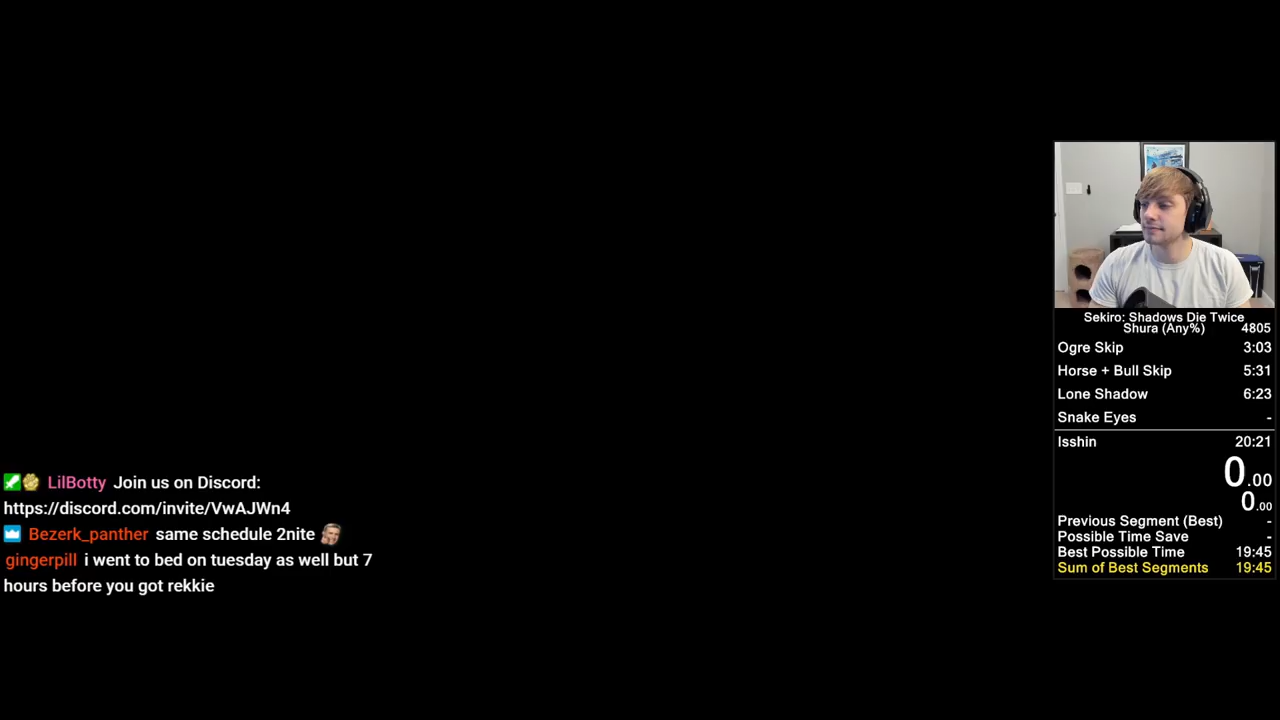 Sekiro: Shadows Die Twice
Shura (Any%) 4805
Ogre Skip 3:03
Horse + Bull Skip 5:31
Lone Shadow 6:23
Snake Eyes -
Isshin 20:21
0.00
0.00
Previous Segment (Best) -
Possible Time Save -
Best Possible Time 19:45
Sum of Best Segments 19:45
LilBotty Join us on Discord:
https://discord.com/invite/VwAJWn4
Bezerk_panther same schedule 2nite
gingerpill i went to bed on tuesday as well but 7
hours before you got rekkie